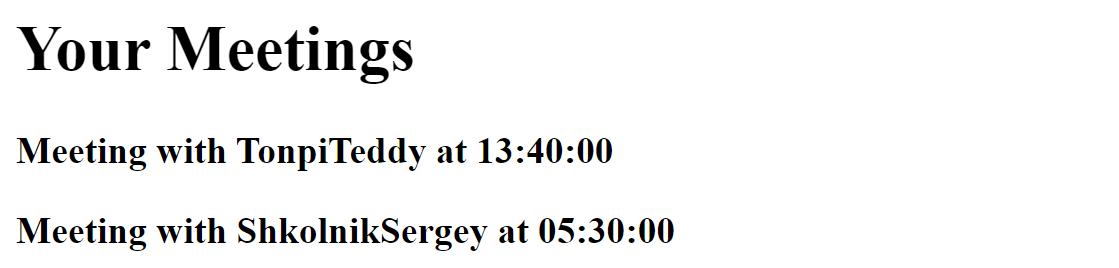 Your Meetings
Meeting with TonpiTeddy at 13:40:00
Meeting with ShkolnikSergey at 05:30:00